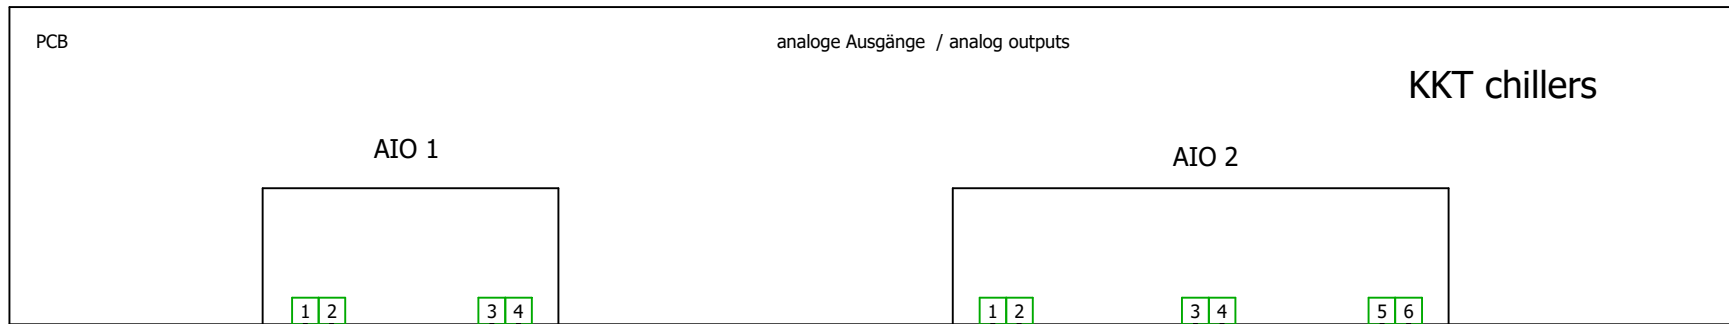 PCB
analoge Ausgänge / analog outputs
KKT chillers
AIO 1
AIO 2
1 2 3 4
1 2 3 4 5 6